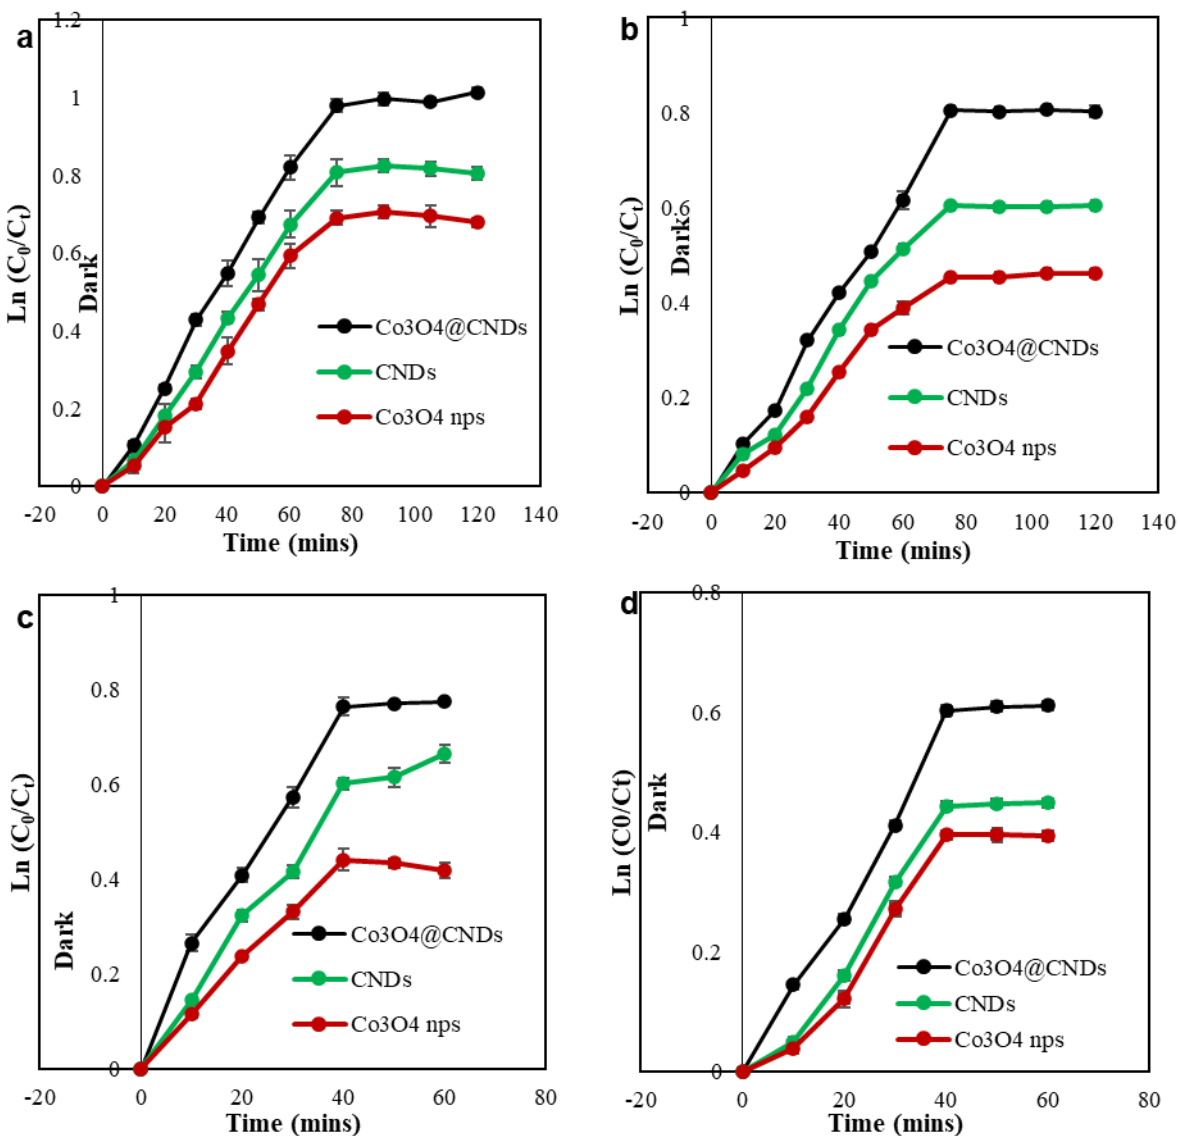 a
1.2
1
0.8
0.6
0.4
0.2
0
Ln (C₀/Cₜ)
Dark
Co3O4@CNDs
CNDs
Co3O4 nps
-20 0 20 40 60 80 100 120 140
Time (mins)
b
1
0.8
0.6
0.4
0.2
0
Ln (C₀/Cₜ)
Dark
Co3O4@CNDs
CNDs
Co3O4 nps
-20 0 20 40 60 80 100 120 140
Time (mins)
c
1
0.8
0.6
0.4
0.2
0
Ln (C₀/Cₜ)
Dark
Co3O4@CNDs
CNDs
Co3O4 nps
-20 0 20 40 60 80
Time (mins)
d
0.8
0.6
0.4
0.2
0
Ln (C0/Ct)
Dark
Co3O4@CNDs
CNDs
Co3O4 nps
-20 0 20 40 60 80
Time (mins)